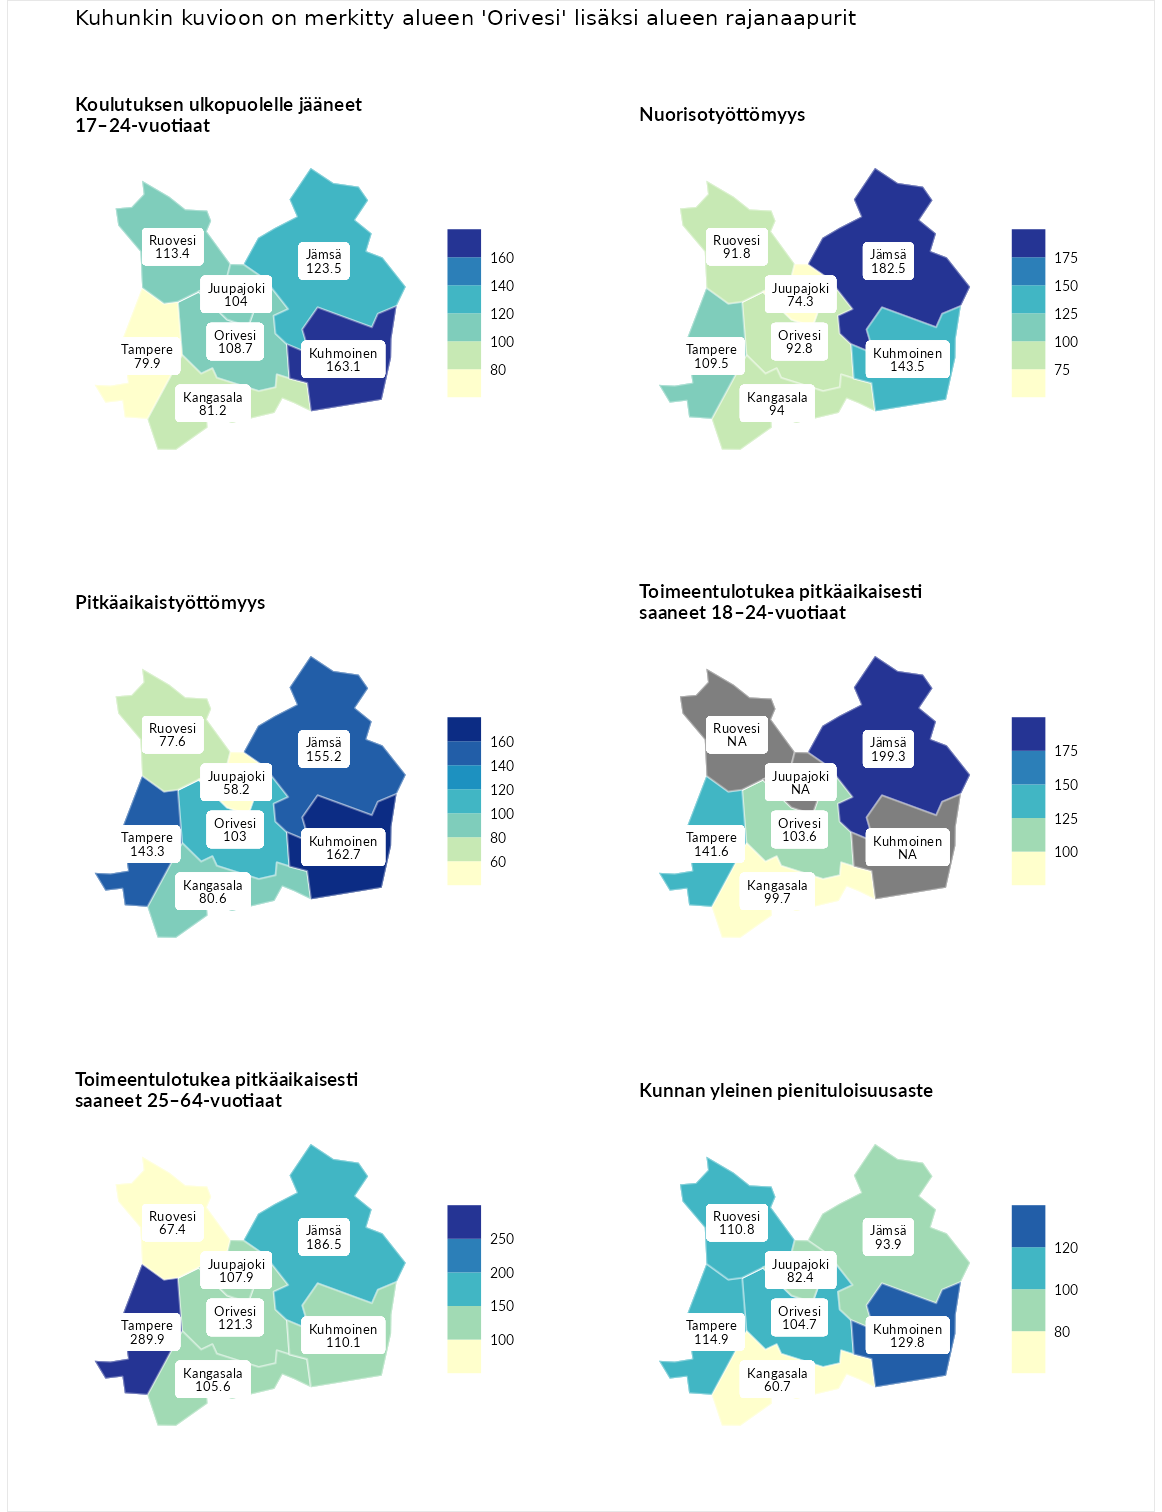 Kuhunkin kuvioon on merkitty alueen 'Orivesi' lisäksi alueen rajanaapurit
Koulutuksen ulkopuolelle jääneet
17–24-vuotiaat
Ruovesi
113.4
Jämsä
123.5
Juupajoki
104
Orivesi
108.7
Tampere
79.9
Kuhmoinen
163.1
Kangasala
81.2
160
140
120
100
80
Nuorisotyöttömyys
Ruovesi
91.8
Jämsä
182.5
Juupajoki
74.3
Orivesi
92.8
Tampere
109.5
Kuhmoinen
143.5
Kangasala
94
175
150
125
100
75
Pitkäaikaistyöttömyys
Ruovesi
77.6
Jämsä
155.2
Juupajoki
58.2
Orivesi
103
Tampere
143.3
Kuhmoinen
162.7
Kangasala
80.6
160
140
120
100
80
60
Toimeentulotukea pitkäaikaisesti
saaneet 18–24-vuotiaat
Ruovesi
NA
Jämsä
199.3
Juupajoki
NA
Orivesi
103.6
Tampere
141.6
Kuhmoinen
NA
Kangasala
99.7
175
150
125
100
Toimeentulotukea pitkäaikaisesti
saaneet 25–64-vuotiaat
Ruovesi
67.4
Jämsä
186.5
Juupajoki
107.9
Orivesi
121.3
Tampere
289.9
Kuhmoinen
110.1
Kangasala
105.6
250
200
150
100
Kunnan yleinen pienituloisuusaste
Ruovesi
110.8
Jämsä
93.9
Juupajoki
82.4
Orivesi
104.7
Tampere
114.9
Kuhmoinen
129.8
Kangasala
60.7
120
100
80